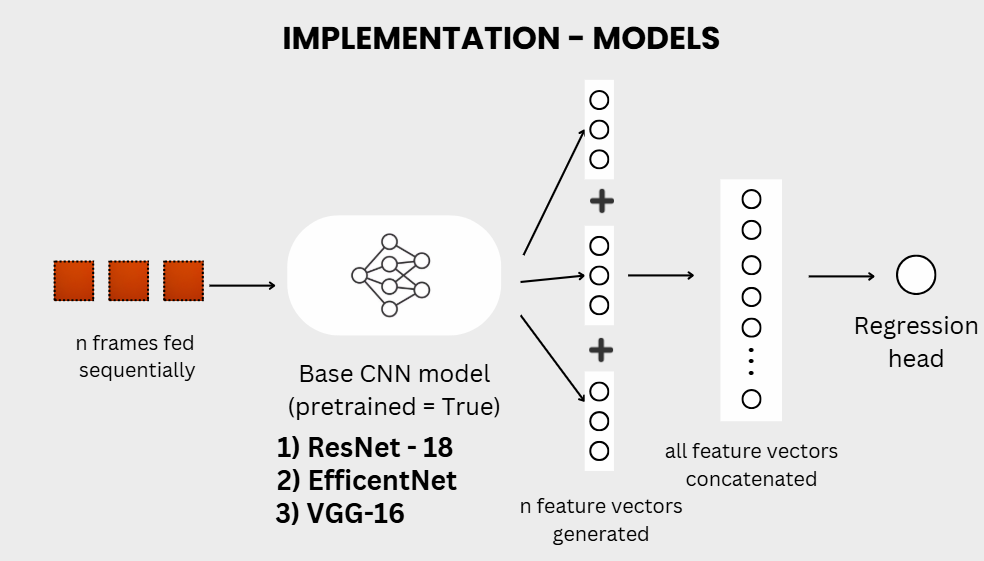 IMPLEMENTATION - MODELS
n frames fed
sequentially
Base CNN model
(pretrained = True)
1) ResNet - 18
2) EfficentNet
3) VGG-16
n feature vectors
generated
all feature vectors
concatenated
Regression
head